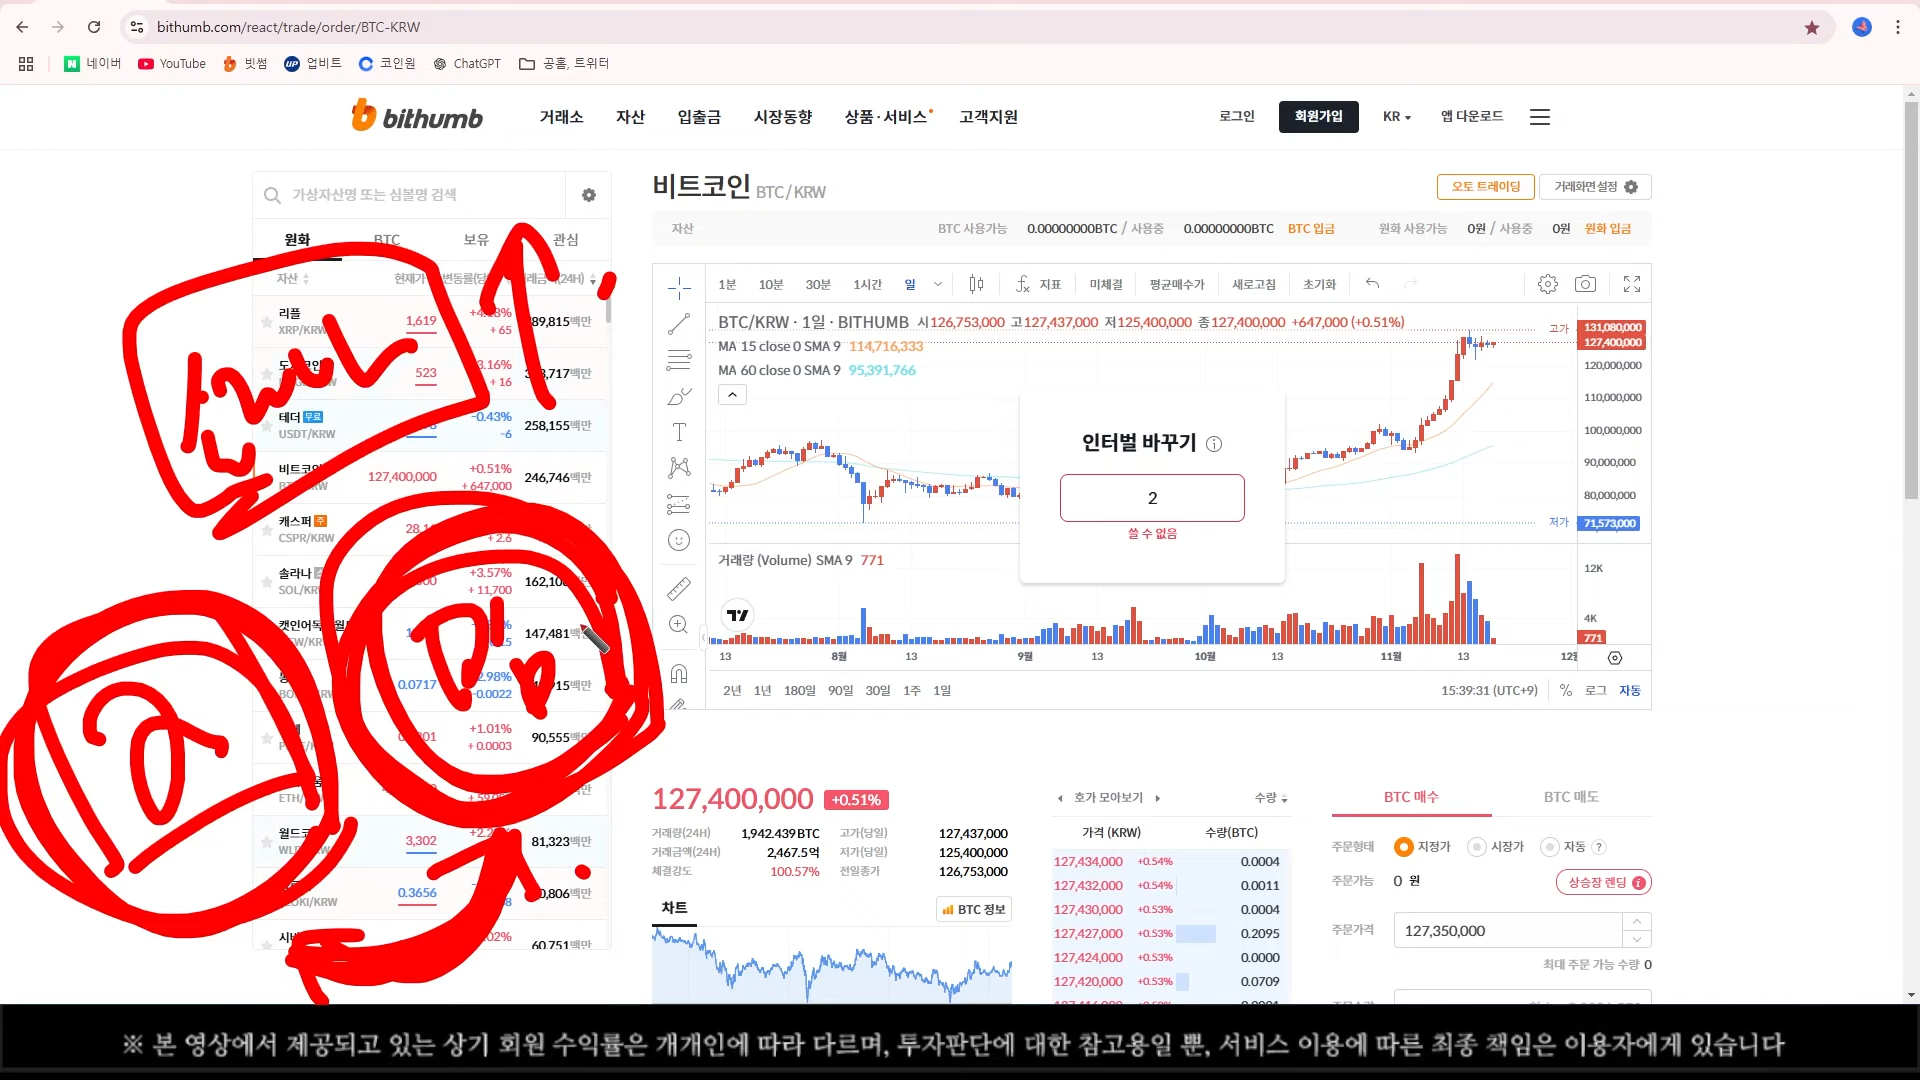 bithumb.com/react/trade/order/BTC-KRW
네이버 YouTube 빗썸 업비트 코인원 ChatGPT 공홈, 트위터
bithumb 거래소 자산 입출금 시장동향 상품·서비스 고객지원 로그인 회원가입 KR 앱 다운로드
가상자산명 또는 심볼명 검색
원화 BTC 보유 관심
자산 현재가
리플 1,619
XRP/KRW + 65
523 3.16%
+ 16
테더 무료 -0.43% 258,155백만
USDT/KRW -6
127,400,000 +0.51% 246,746백만
+ 647,000
캐스퍼 주
CSPR/KRW + 2.6
솔라나 +3.57%
SOL/KRW + 11,700
147,481
0.0717
-0.0022
+1.01% 90,555
+ 0.0003
3,302 81,323백만
0.3656
60,751백만
비트코인 BTC / KRW
오토 트레이딩 거래화면 설정
자산 BTC 사용가능 0.00000000BTC / 사용중 0.00000000BTC BTC 입금 원화 사용가능 0원 / 사용중 0원 원화 입금
1분 10분 30분 1시간 일 지표 미체결 평균매수가 새로고침 초기화
BTC/KRW · 1일 · BITHUMB 시126,753,000 고127,437,000 저125,400,000 종127,400,000 +647,000 (+0.51%)
MA 15 close 0 SMA 9 114,716,333
MA 60 close 0 SMA 9 95,391,766
고가 131,080,000
127,400,000
120,000,000
110,000,000
100,000,000
90,000,000
80,000,000
저가 71,573,000
인터벌 바꾸기
2
쓸 수 없음
거래량 (Volume) SMA 9 771
12K
4K
771
13 8월 13 9월 13 10월 13 11월 13
2년 1년 180일 90일 30일 1주 1일 15:39:31 (UTC+9) % 로그 자동
127,400,000 +0.51%
거래량(24H) 1,942.439 BTC 고가(당일) 127,437,000
거래금액(24H) 2,467.5억 저가(당일) 125,400,000
체결강도 100.57% 전일종가 126,753,000
차트 BTC 정보
호가 모아보기 수량
가격 (KRW) 수량(BTC)
127,434,000 +0.54% 0.0004
127,432,000 +0.54% 0.0011
127,430,000 +0.53% 0.0004
127,427,000 +0.53% 0.2095
127,424,000 +0.53% 0.0000
127,420,000 +0.53% 0.0709
BTC 매수 BTC 매도
주문형태 지정가 시장가 자동 ?
주문가능 0 원 상승장 렌딩
주문가격 127,350,000
최대 주문 가능 수량 0
※ 본 영상에서 제공되고 있는 상기 회원 수익률은 개개인에 따라 다르며, 투자판단에 대한 참고용일 뿐, 서비스 이용에 따른 최종 책임은 이용자에게 있습니다